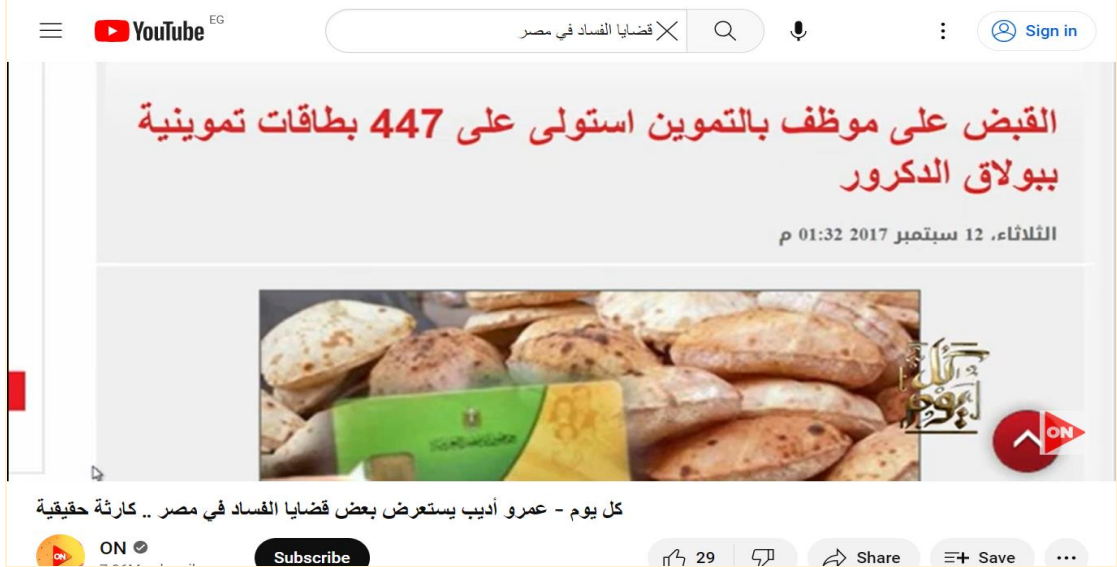 YouTube EG
قضايا الفساد في مصر
Sign in
القبض على موظف بالتموين استولى على 447 بطاقات تموينية
ببولاق الدكرور
الثلاثاء، 12 سبتمبر 2017 01:32 م
كل يوم
ON
كل يوم - عمرو أديب يستعرض بعض قضايا الفساد في مصر .. كارثة حقيقية
ON
ON
Subscribe
29
Share
Save